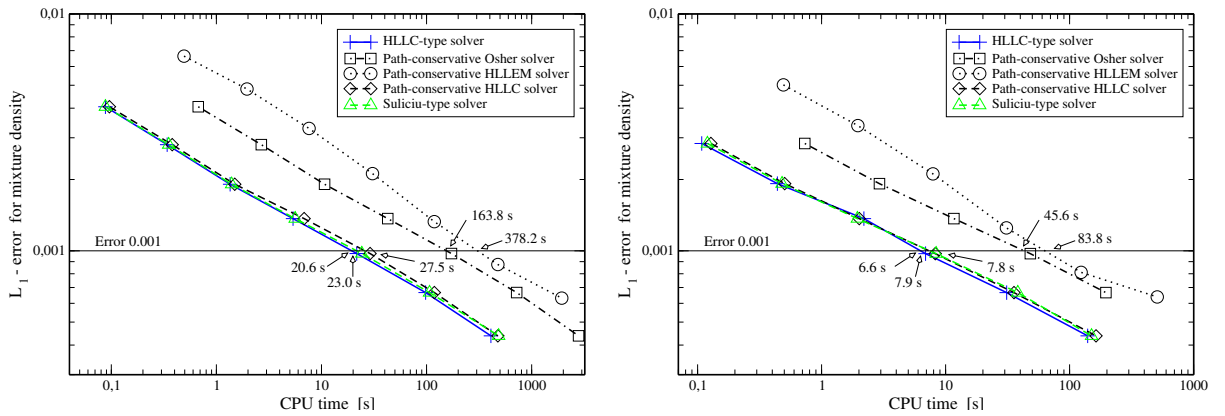 0,01
HLLC-type solver
Path-conservative Osher solver
Path-conservative HLLEM solver
Path-conservative HLLC solver
Suliciu-type solver
L1 - error for mixture density
163.8 s
378.2 s
Error 0.001
0,001
20.6 s
27.5 s
23.0 s
0,1
1
10
100
1000
CPU time [s]
0,01
HLLC-type solver
Path-conservative Osher solver
Path-conservative HLLEM solver
Path-conservative HLLC solver
Suliciu-type solver
L1 - error for mixture density
45.6 s
83.8 s
Error 0.001
0,001
6.6 s
7.8 s
7.9 s
0,1
1
10
100
1000
CPU time [s]